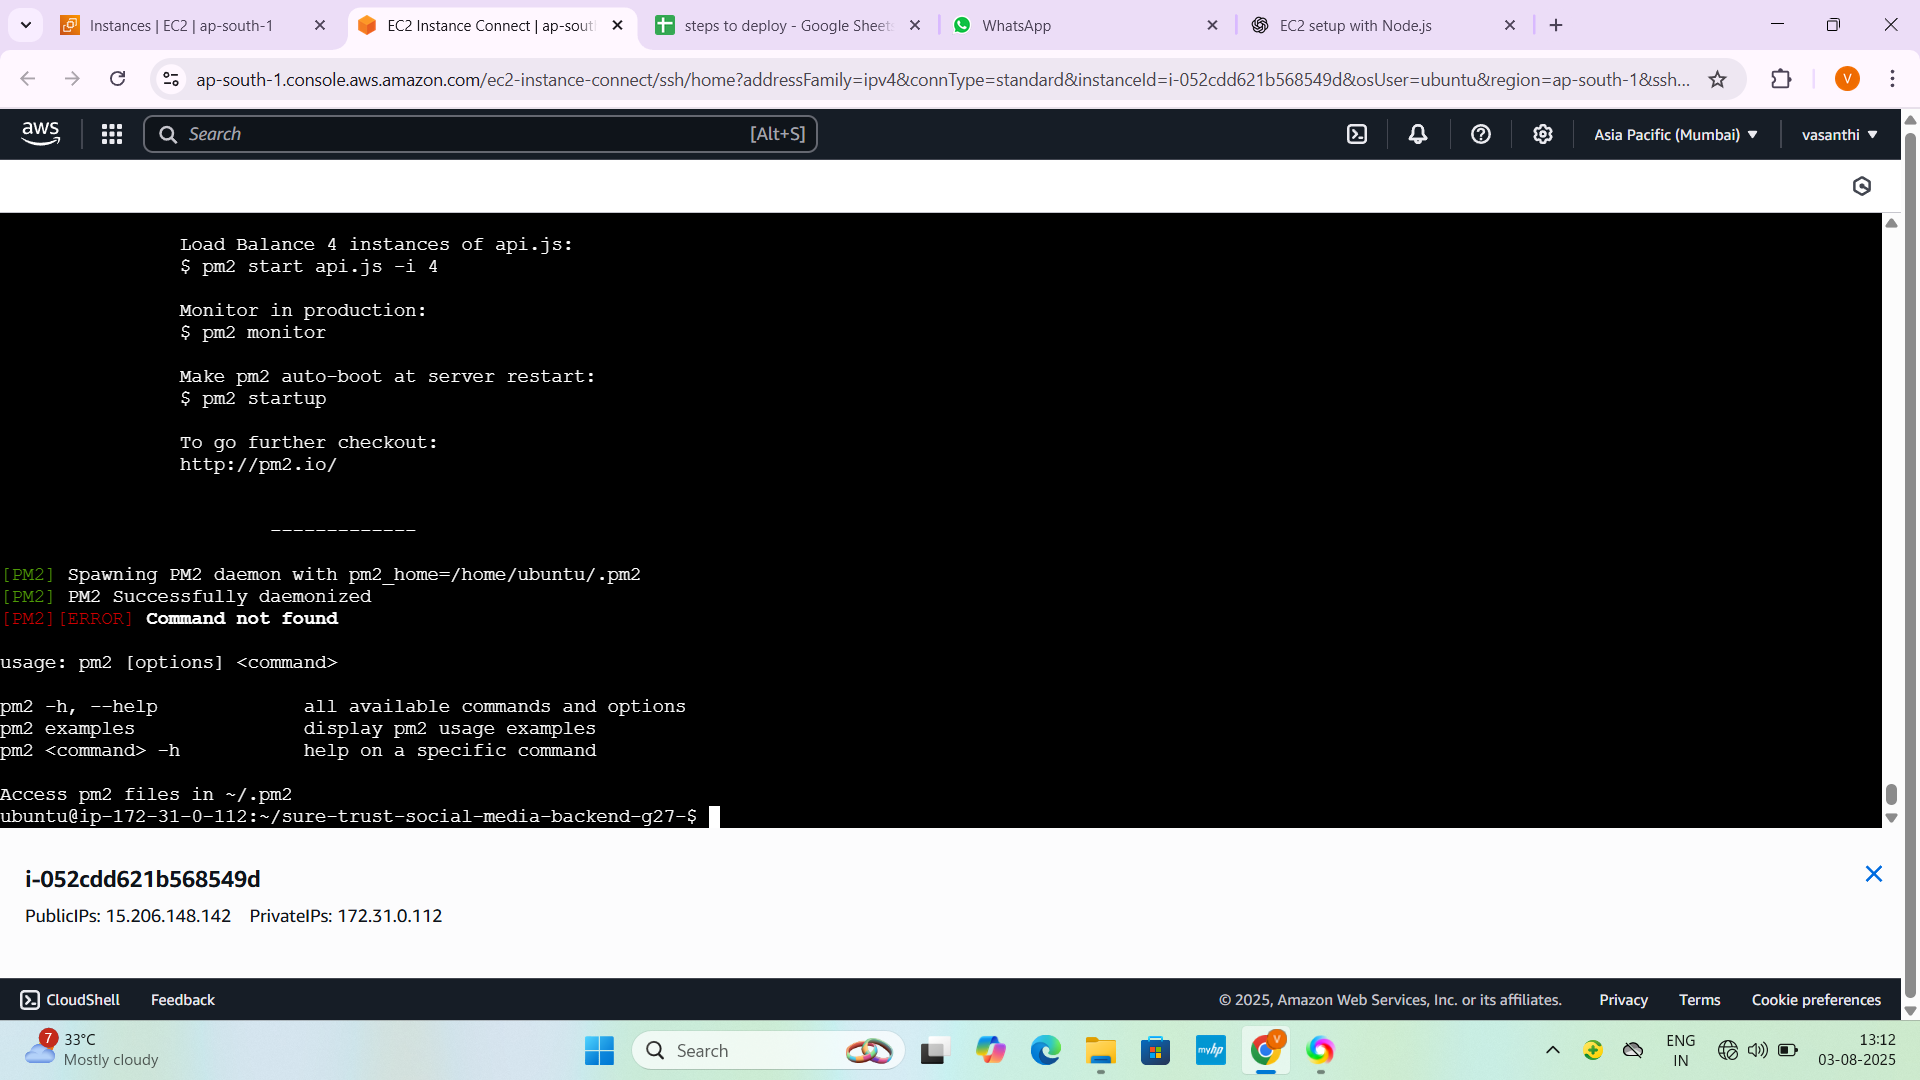 Instances | EC2 | ap-south-1
EC2 Instance Connect | ap-sout
steps to deploy - Google Sheets
WhatsApp
EC2 setup with Node.js
ap-south-1.console.aws.amazon.com/ec2-instance-connect/ssh/home?addressFamily=ipv4&connType=standard&instanceId=i-052cdd621b568549d&osUser=ubuntu&region=ap-south-1&ssh...
V
aws
Search
[Alt+S]
Asia Pacific (Mumbai)
vasanthi
Load Balance 4 instances of api.js:
$ pm2 start api.js -i 4
Monitor in production:
$ pm2 monitor
Make pm2 auto-boot at server restart:
$ pm2 startup
To go further checkout:
http://pm2.io/
-------------
[PM2] Spawning PM2 daemon with pm2_home=/home/ubuntu/.pm2
[PM2] PM2 Successfully daemonized
[PM2][ERROR] Command not found
usage: pm2 [options] <command>
pm2 -h, --help all available commands and options
pm2 examples display pm2 usage examples
pm2 <command> -h help on a specific command
Access pm2 files in ~/.pm2
ubuntu@ip-172-31-0-112:~/sure-trust-social-media-backend-g27-$
i-052cdd621b568549d
PublicIPs: 15.206.148.142 PrivateIPs: 172.31.0.112
CloudShell
Feedback
© 2025, Amazon Web Services, Inc. or its affiliates.
Privacy
Terms
Cookie preferences
7
33°C
Mostly cloudy
Search
myhp
V
ENG
IN
13:12
03-08-2025